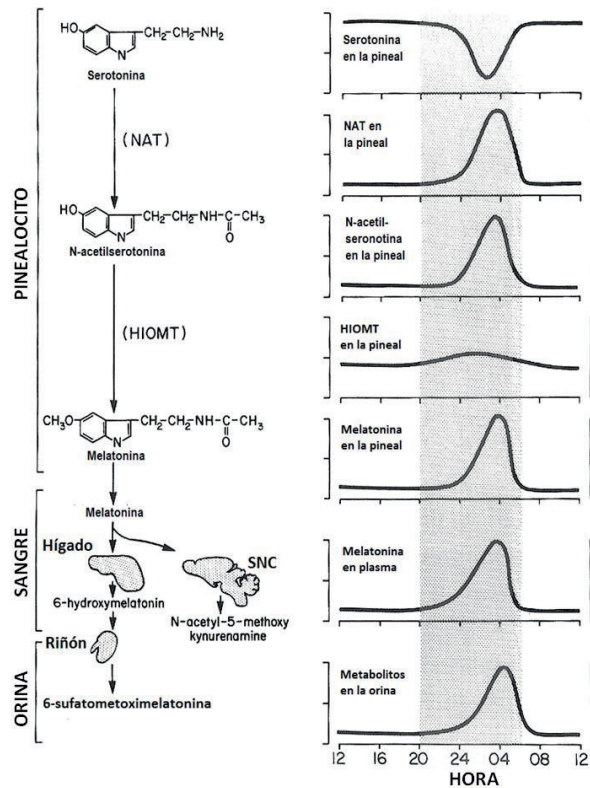 HO
CH₂-CH₂-NH₂
N
Serotonina
(NAT)
HO
CH₂-CH₂-NH-C-CH₃
O
N
N-acetilserotonina
(HIOMT)
CH₃O
CH₂-CH₂-NH-C-CH₃
O
N
Melatonina
PINEALOCITO
Melatonina
Hígado
SNC
6-hydroxymelatonin
N-acetyl-5-methoxy
kynurenamine
SANGRE
Riñón
6-sufatometoximelatonina
ORINA
Serotonina
en la pineal
NAT en
la pineal
N-acetil-
seronotina
en la pineal
HIOMT
en la pineal
Melatonina
en la pineal
Melatonina
en plasma
Metabolitos
en la orina
12 16 20 24 04 08 12
HORA